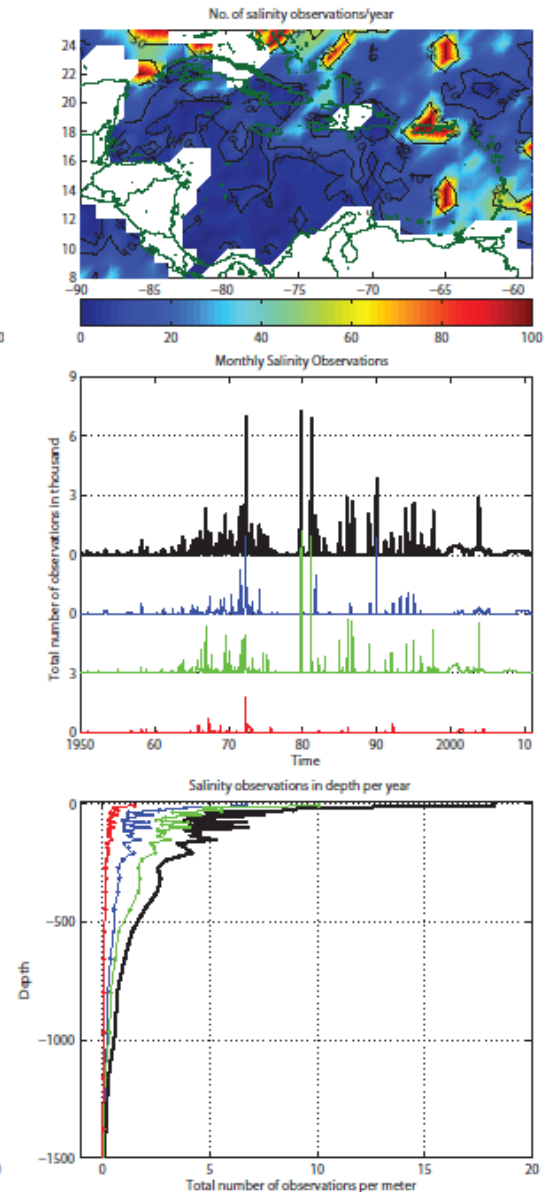 No. of salinity observations/year
24
22
20
18
16
14
12
10
8
−90 −85 −80 −75 −70 −65 −60
0 20 40 60 80 100
Monthly Salinity Observations
Total number of observations in thousand
9
6
3
0
0
3
0
1950 60 70 80 90 2000 10
Time
Salinity observations in depth per year
Depth
0
−500
−1000
−1500
0 5 10 15 20
Total number of observations per meter